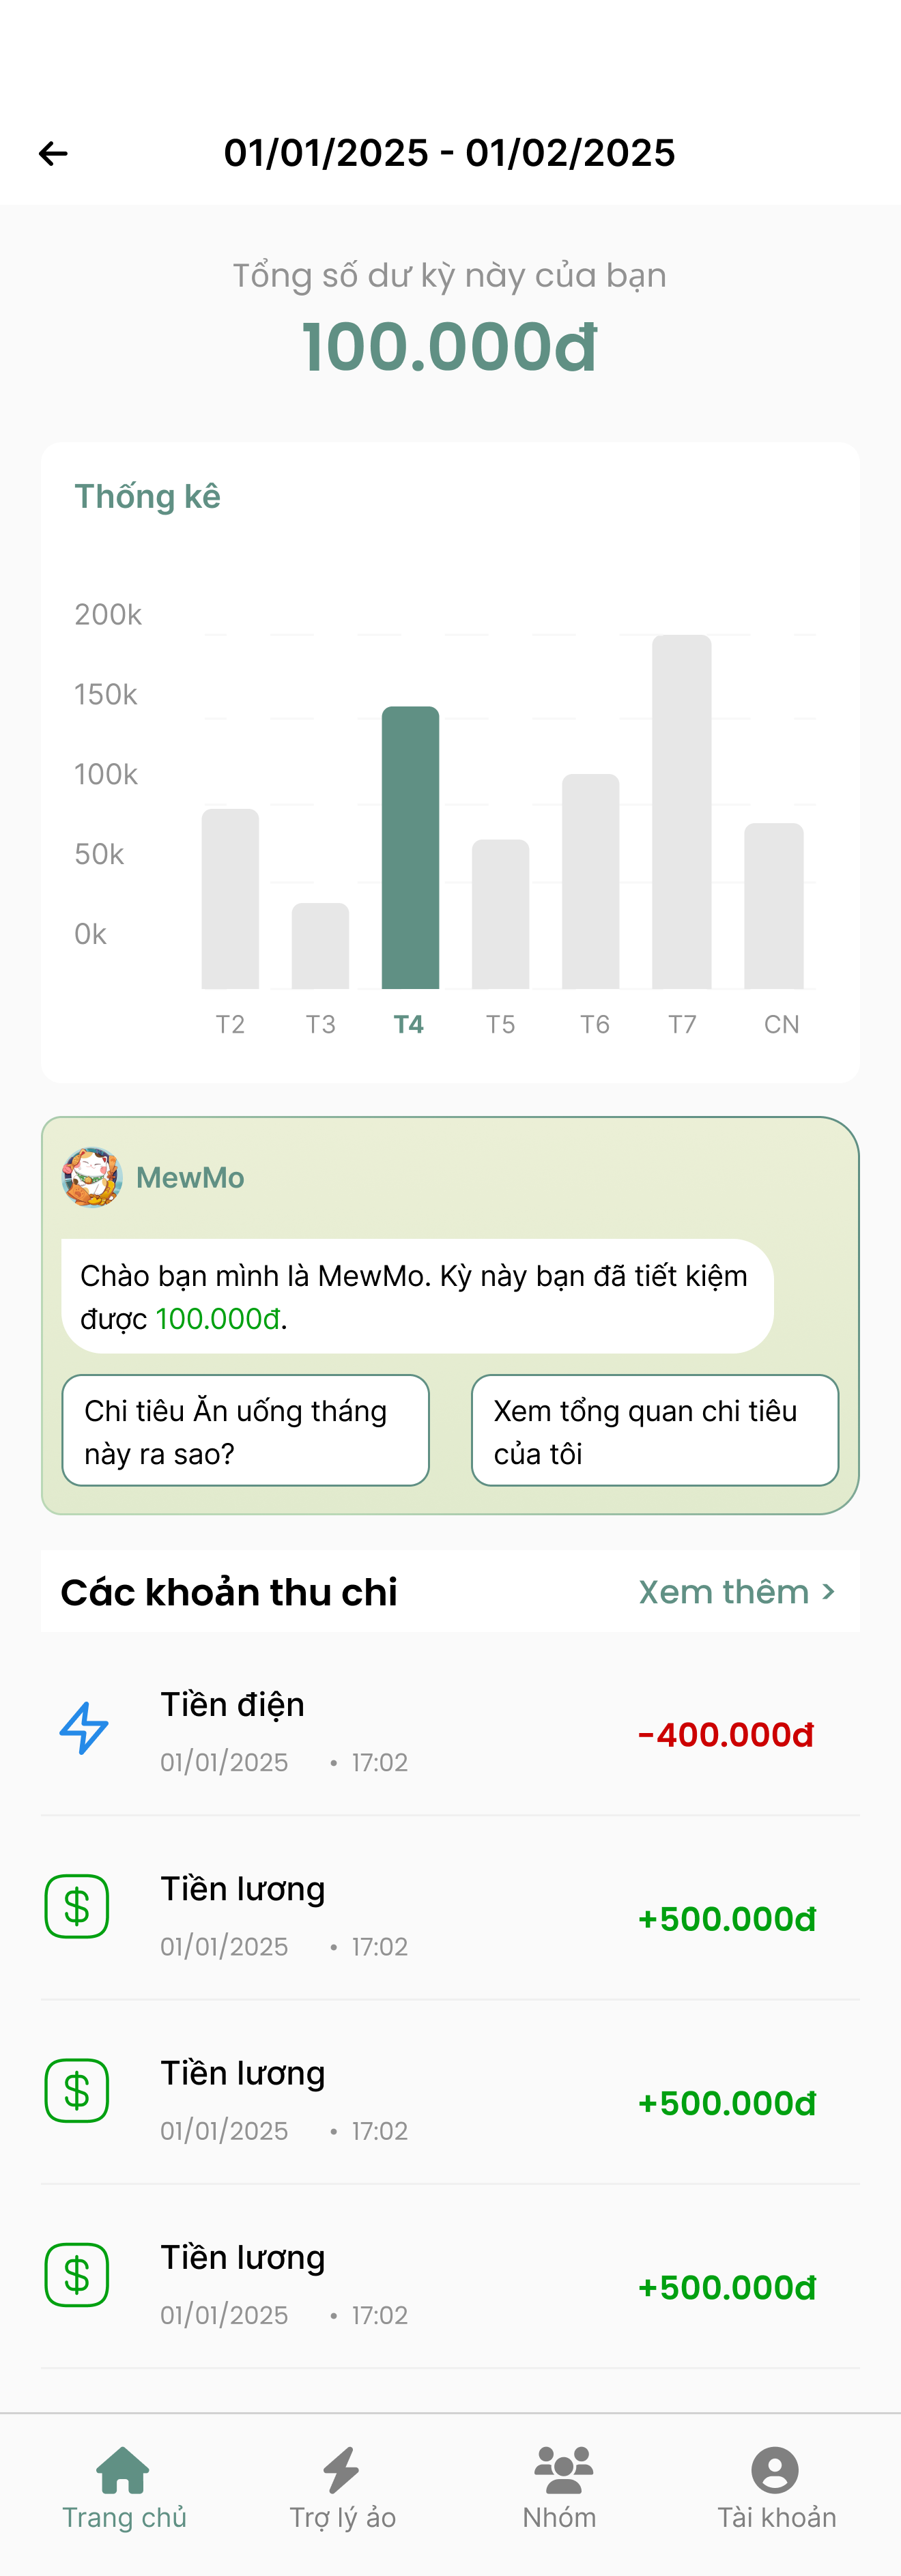 01/01/2025 - 01/02/2025
Tổng số dư kỳ này của bạn
100.000đ
Thống kê
200k
150k
100k
50k
0k
T2 T3 T4 T5 T6 T7 CN
MewMo
Chào bạn mình là MewMo. Kỳ này bạn đã tiết kiệm
được 100.000đ.
Chi tiêu Ăn uống tháng
này ra sao?
Xem tổng quan chi tiêu
của tôi
Các khoản thu chi
Xem thêm >
Tiền điện
01/01/2025 • 17:02
-400.000đ
Tiền lương
01/01/2025 • 17:02
+500.000đ
Tiền lương
01/01/2025 • 17:02
+500.000đ
Tiền lương
01/01/2025 • 17:02
+500.000đ
Trang chủ
Trợ lý ảo
Nhóm
Tài khoản